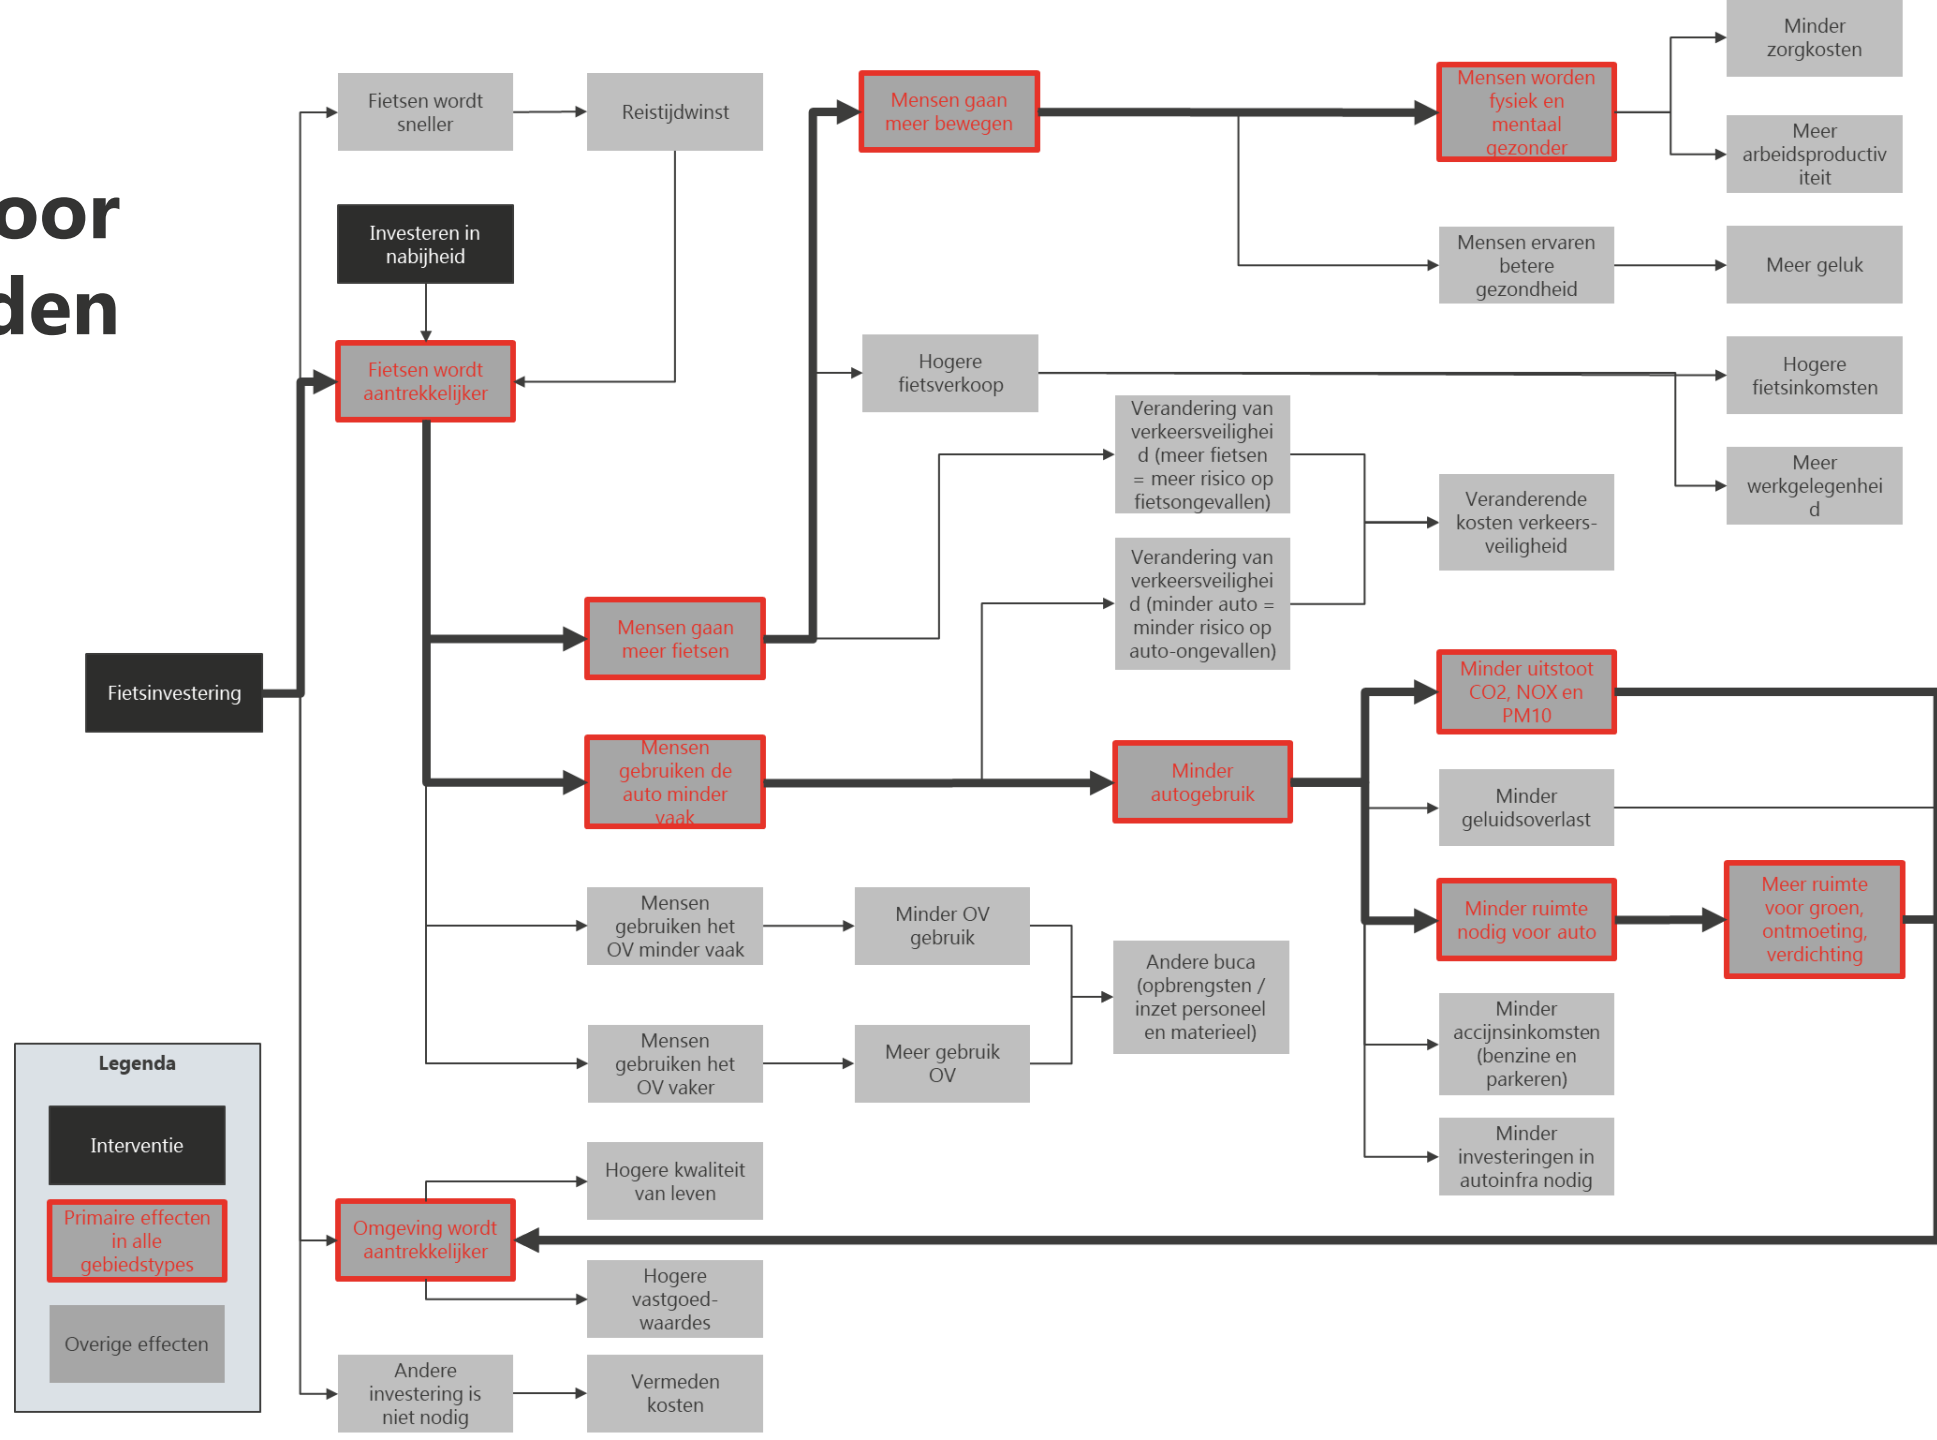 oor
den
Fietsinvestering
Fietsen wordt
sneller
Reistijdwinst
Investeren in
nabijheid
Fietsen wordt
aantrekkelijker
Mensen gaan
meer bewegen
Mensen worden
fysiek en
mentaal
gezonder
Minder
zorgkosten
Meer
arbeidsproductiv
iteit
Mensen ervaren
betere
gezondheid
Meer geluk
Hogere
fietsverkoop
Hogere
fietsinkomsten
Meer
werkgelegenhei
d
Verandering van
verkeersveilighei
d (meer fietsen
= meer risico op
fietsongevallen)
Verandering van
verkeersveilighei
d (minder auto =
minder risico op
auto-ongevallen)
Veranderende
kosten verkeers-
veiligheid
Mensen gaan
meer fietsen
Mensen
gebruiken de
auto minder
vaak
Minder
autogebruik
Minder uitstoot
CO2, NOX en
PM10
Minder
geluidsoverlast
Minder ruimte
nodig voor auto
Meer ruimte
voor groen,
ontmoeting,
verdichting
Minder
accijnsinkomsten
(benzine en
parkeren)
Minder
investeringen in
autoinfra nodig
Mensen
gebruiken het
OV minder vaak
Minder OV
gebruik
Mensen
gebruiken het
OV vaker
Meer gebruik
OV
Andere buca
(opbrengsten /
inzet personeel
en materieel)
Hogere kwaliteit
van leven
Omgeving wordt
aantrekkelijker
Hogere
vastgoed-
waardes
Andere
investering is
niet nodig
Vermeden
kosten
Legenda
Interventie
Primaire effecten
in alle
gebiedstypes
Overige effecten